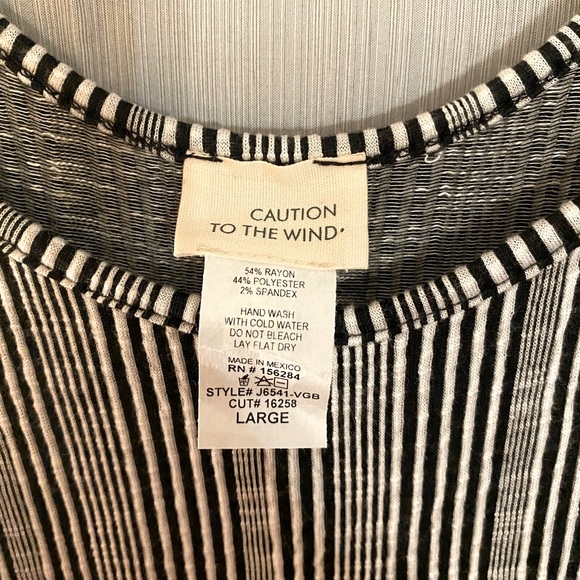 CAUTION
TO THE WIND
54% RAYON
44% POLYESTER
2% SPANDEX
HAND WASH
WITH COLD WATER
DO NOT BLEACH
LAY FLAT DRY
MADE IN MEXICO
RN # 156284
STYLE# J6541-VGB
CUT# 16258
LARGE